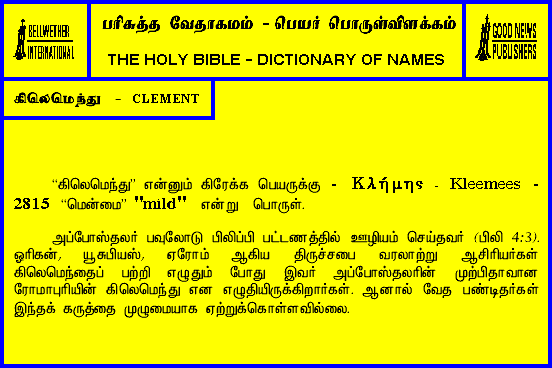 BELLWETHER
INTERNATIONAL
பரிசுத்த வேதாகமம் - பெயர் பொருள்விளக்கம்
THE HOLY BIBLE - DICTIONARY OF NAMES
GOOD NEWS
PUBLISHERS
கிலெமெந்து - CLEMENT
“கிலெமெந்து” என்னும் கிரேக்க பெயருக்கு - Κλήμης - Kleemees -
2815 “மென்மை” "mild" என்று பொருள்.
அப்போஸ்தலர் பவுலோடு பிலிப்பி பட்டணத்தில் ஊழியம் செய்தவர் (பிலி 4:3).
ஓரிகன், யூசுபியஸ், ஏரோம் ஆகிய திருச்சபை வரலாற்று ஆசிரியர்கள்
கிலெமெந்தைப் பற்றி எழுதும் போது இவர் அப்போஸ்தலரின் முற்பிதாவான
ரோமாபுரியின் கிலெமெந்து என எழுதியிருக்கிறார்கள். ஆனால் வேத பண்டிதர்கள்
இந்தக் கருத்தை முழுமையாக ஏற்றுக்கொள்ளவில்லை.